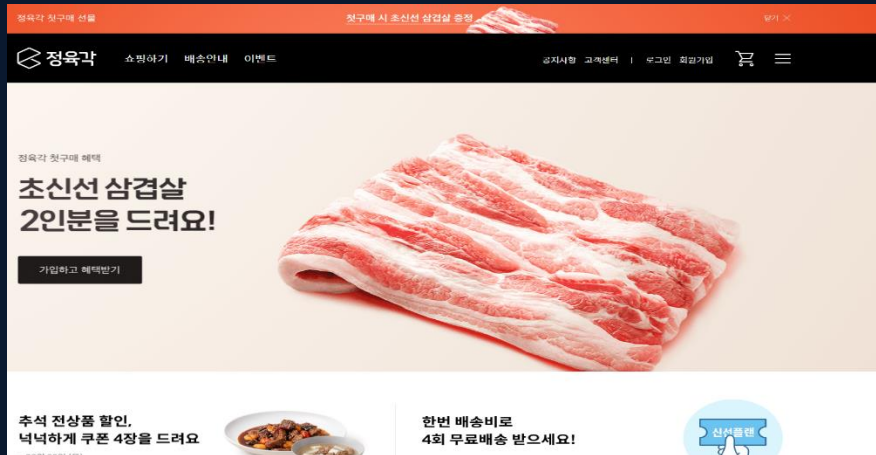 정육각 첫구매 선물
첫구매 시 초신선 삼겹살 증정
닫기 ✕
정육각
쇼핑하기 배송안내 이벤트
공지사항 고객센터 | 로그인 회원가입
정육각 첫구매 혜택
초신선 삼겹살
2인분을 드려요!
가입하고 혜택받기
추석 전상품 할인,
넉넉하게 쿠폰 4장을 드려요
한번 배송비로
4회 무료배송 받으세요!
신선플랜